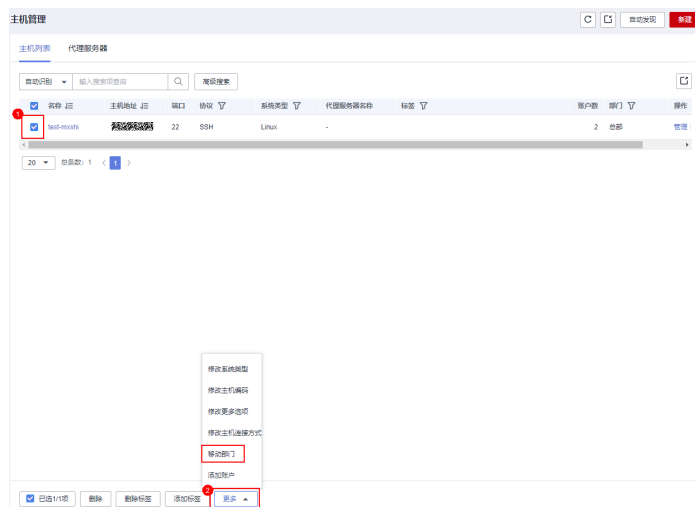 主机管理
自动发现 新建
主机列表 代理服务器
自动识别 输入搜索项查询 高级搜索
名称 主机地址 端口 协议 系统类型 代理服务器名称 标签 账户数 部门 操作
1
test-mxshi 22 SSH Linux - 2 总部 管理
20 总条数: 1 < 1 >
修改系统类型
修改主机编码
修改更多选项
修改主机连接方式
移动部门
添加账户
2
已选1/1项 删除 删除标签 添加标签 更多